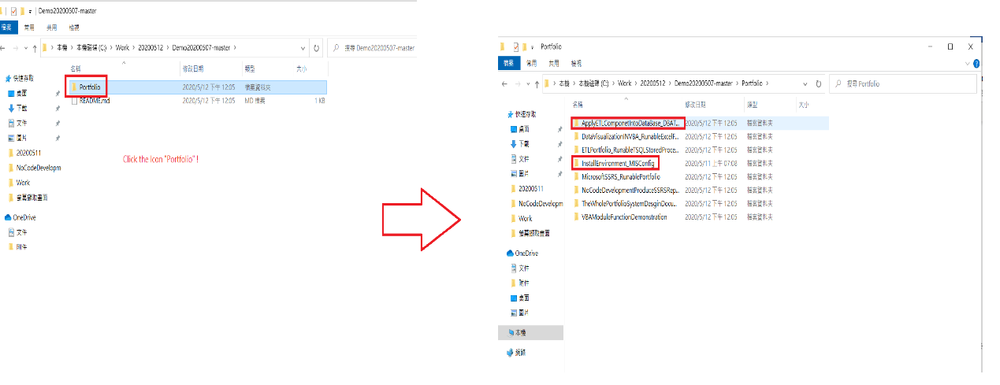 Demo20200507-master
檔案 常用 共用 檢視
本機 > 本機磁碟 (C:) > Work > 20200512 > Demo20200507-master >
搜尋 Demo20200507-master
名稱 修改日期 類型 大小
快速存取
桌面
下載
文件
圖片
20200511
NoCodeDevelopm
Work
螢幕擷取畫面
OneDrive
文件
附件
Portfolio 2020/5/12 下午 12:05 檔案資料夾
README.md 2020/5/12 下午 12:05 MD 檔案 1 KB
Click the Icon "Portfolio" !
Portfolio
檔案 常用 共用 檢視
本機 > 本機磁碟 (C:) > Work > 20200512 > Demo20200507-master > Portfolio >
搜尋 Portfolio
名稱 修改日期 類型 大小
快速存取
桌面
下載
文件
圖片
20200511
NoCodeDevelopm
Work
螢幕擷取畫面
OneDrive
文件
附件
桌面
圖片
本機
網路
ApplyETLComponetIntoDataBase_DBAT... 2020/5/12 下午 12:05 檔案資料夾
DataVisualizationINVBA_RunableExcelF... 2020/5/12 下午 12:05 檔案資料夾
ETLPortfolio_RunableTSQLStoredProce... 2020/5/12 下午 12:05 檔案資料夾
InstallEnvironment_MISConfig 2020/5/11 上午 07:08 檔案資料夾
MicrosoftSSRS_RunablePortfolio 2020/5/12 下午 12:05 檔案資料夾
NoCodeDevelopmentProduceSSRSRep... 2020/5/12 下午 12:05 檔案資料夾
TheWholePortfolioSystemDesginDocu... 2020/5/12 下午 12:05 檔案資料夾
VBAModuleFunctionDemonstration 2020/5/12 下午 12:05 檔案資料夾